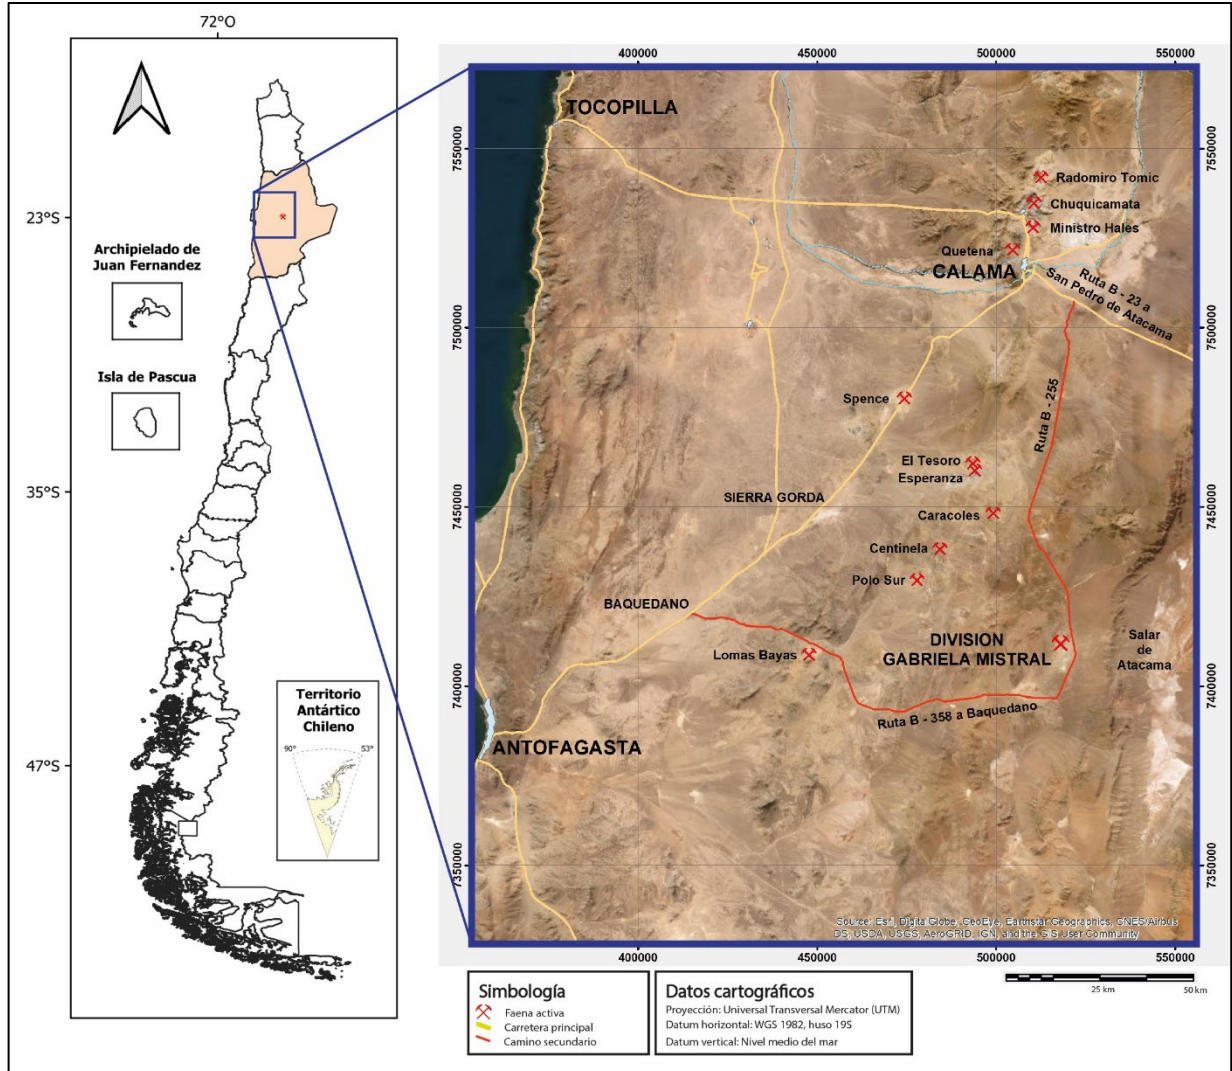 72°O
23°S
35°S
47°S
Archipielado de
Juan Fernandez
Isla de
Pascua
Territorio
Antártico
Chileno
90°
53°
400000
450000
500000
550000
7550000
7500000
7450000
7400000
7350000
7550000
7500000
7450000
7400000
7350000
TOCOPILLA
Radomiro Tomic
Chuquicamata
Ministro Hales
Quetena
CALAMA
Ruta B - 23 a
San Pedro de Atacama
Spence
Ruta B - 255
El Tesoro
Esperanza
SIERRA GORDA
Caracoles
Centinela
Polo Sur
BAQUEDANO
Lomas Bayas
DIVISION
GABRIELA MISTRAL
Salar
de
Atacama
Ruta B - 358 a Baquedano
ANTOFAGASTA
Source: Esri, DigitalGlobe, GeoEye, Earthstar Geographics, CNES/Airbus
DS, USDA, USGS, AeroGRID, IGN, and the GIS User Community
400000
450000
500000
550000
Simbología
Faena activa
Carretera principal
Camino secundario
Datos cartográficos
Proyección: Universal Transversal Mercator (UTM)
Datum horizontal: WGS 1982, huso 19S
Datum vertical: Nivel medio del mar
25 km
50 km